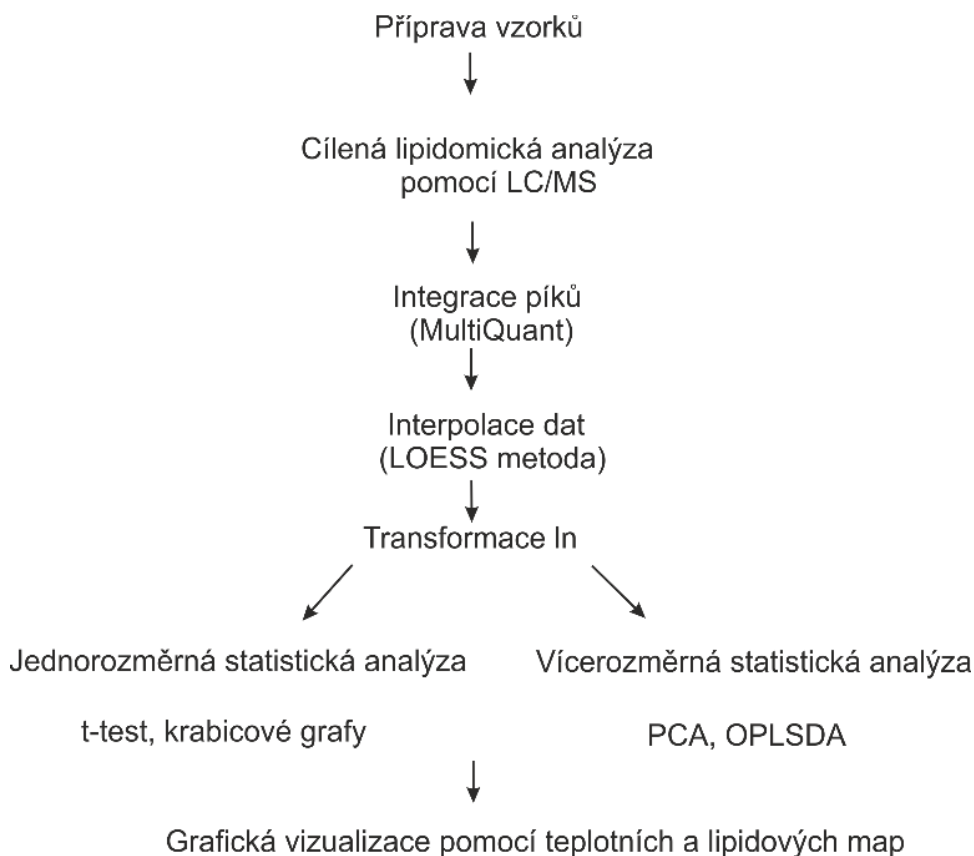 Příprava vzorků
Cílená lipidomická analýza
pomocí LC/MS
Integrace píků
(MultiQuant)
Interpolace dat
(LOESS metoda)
Transformace ln
Jednorozměrná statistická analýza
t-test, krabicové grafy
Vícerozměrná statistická analýza
PCA, OPLSDA
Grafická vizualizace pomocí teplotních a lipidových map